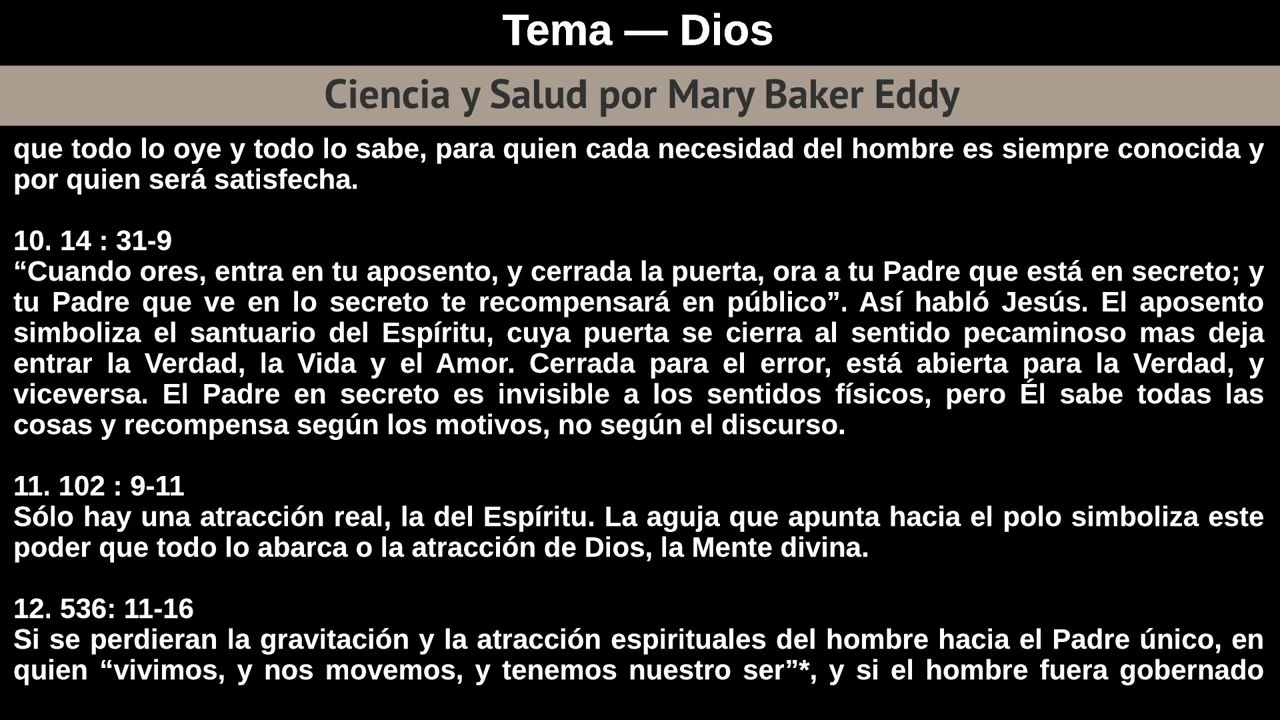 Tema — Dios
Ciencia y Salud por Mary Baker Eddy
que todo lo oye y todo lo sabe, para quien cada necesidad del hombre es siempre conocida y
por quien será satisfecha.
10. 14 : 31-9
“Cuando ores, entra en tu aposento, y cerrada la puerta, ora a tu Padre que está en secreto; y
tu Padre que ve en lo secreto te recompensará en público”. Así habló Jesús. El aposento
simboliza el santuario del Espíritu, cuya puerta se cierra al sentido pecaminoso mas deja
entrar la Verdad, la Vida y el Amor. Cerrada para el error, está abierta para la Verdad, y
viceversa. El Padre en secreto es invisible a los sentidos físicos, pero Él sabe todas las
cosas y recompensa según los motivos, no según el discurso.
11. 102 : 9-11
Sólo hay una atracción real, la del Espíritu. La aguja que apunta hacia el polo simboliza este
poder que todo lo abarca o la atracción de Dios, la Mente divina.
12. 536: 11-16
Si se perdieran la gravitación y la atracción espirituales del hombre hacia el Padre único, en
quien “vivimos, y nos movemos, y tenemos nuestro ser”*, y si el hombre fuera gobernado